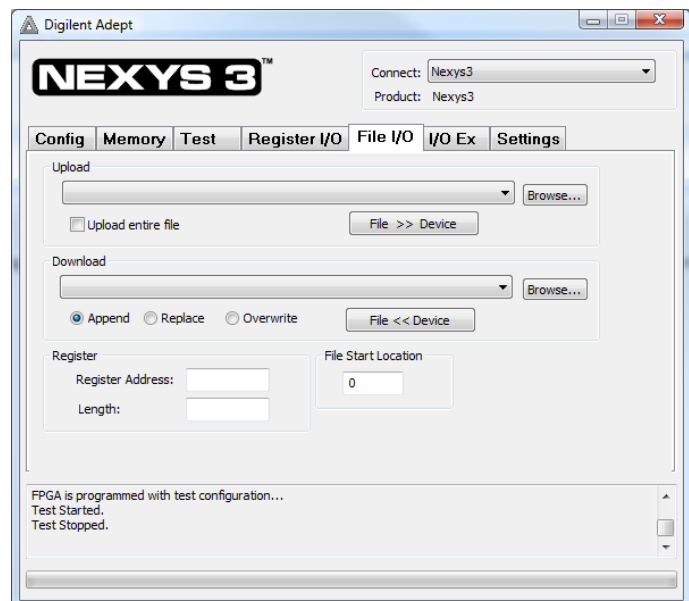 Digilent Adept
NEXYS 3™
Connect: Nexys3
Product: Nexys3
Config Memory Test Register I/O File I/O I/O Ex Settings
Upload
Browse...
Upload entire file File >> Device
Download
Browse...
Append Replace Overwrite File << Device
Register File Start Location
Register Address: 0
Length:
FPGA is programmed with test configuration...
Test Started.
Test Stopped.